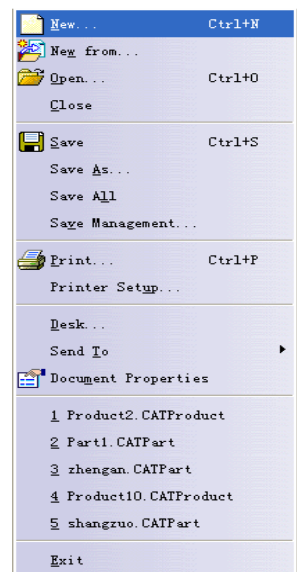 New... Ctrl+N
New from...
Open... Ctrl+O
Close
Save Ctrl+S
Save As...
Save All
Save Management...
Print... Ctrl+P
Printer Setup...
Desk...
Send To
Document Properties
1 Product2.CATProduct
2 Part1.CATPart
3 zhengan.CATPart
4 Product10.CATProduct
5 shangzuo.CATPart
Exit